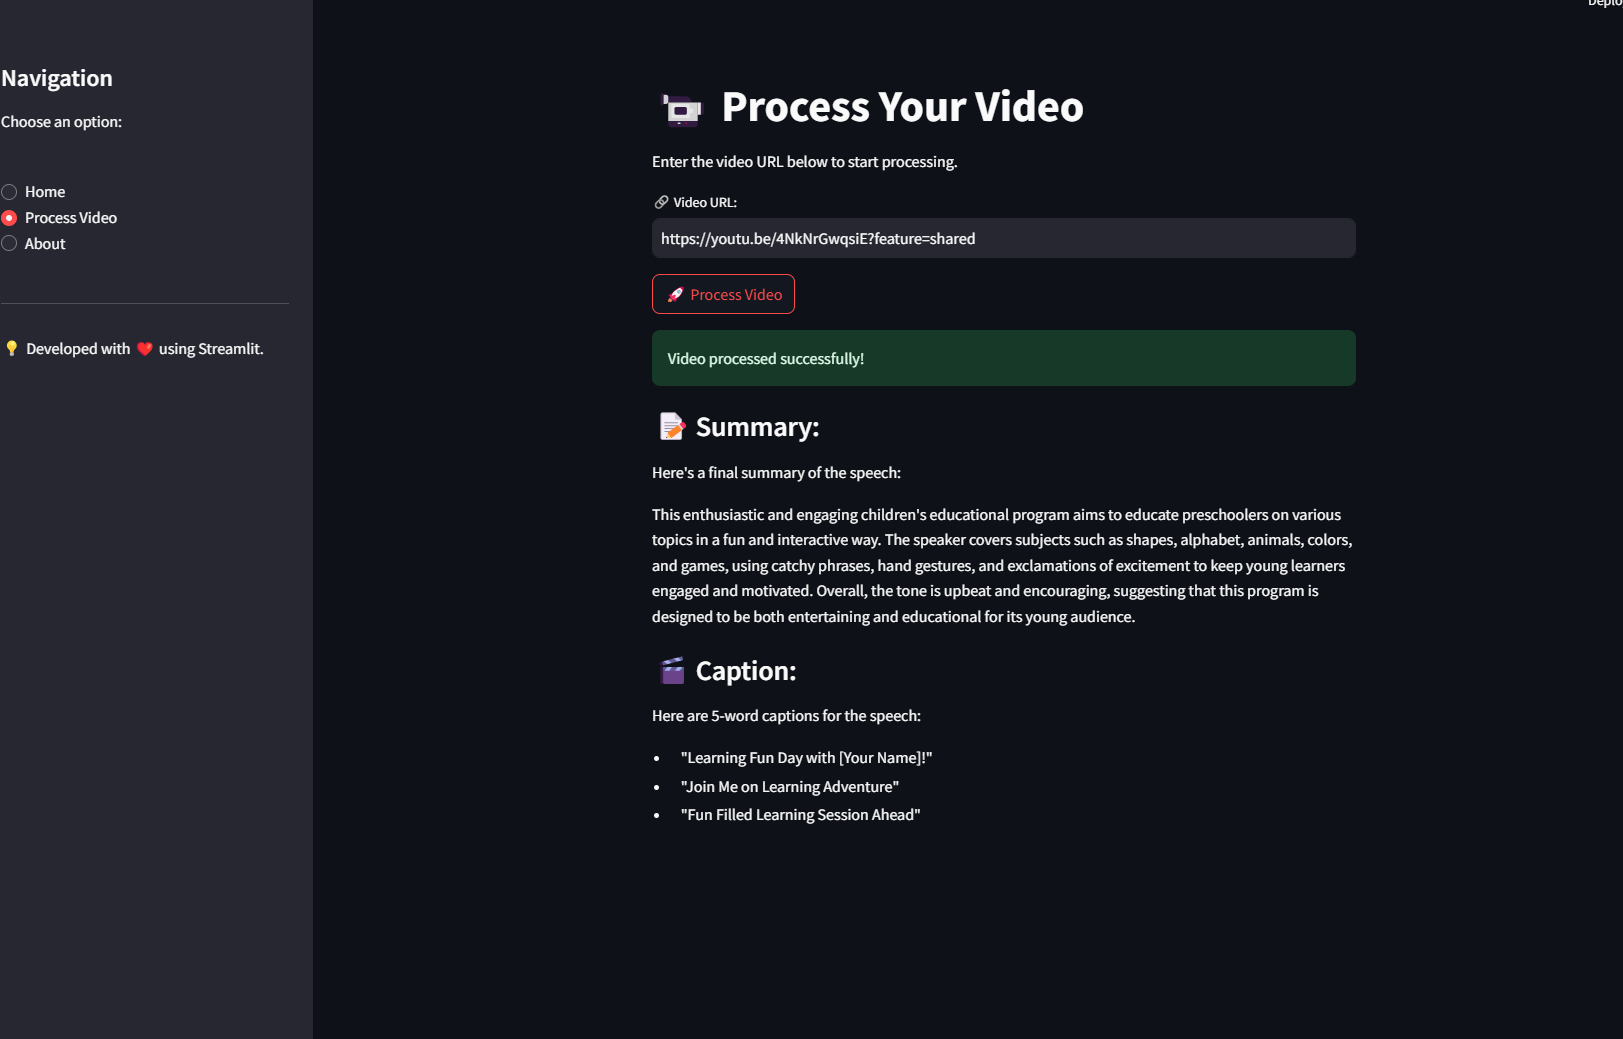 Deplo
Navigation
Choose an option:
Home
Process Video
About
Developed with ❤️ using Streamlit.
Process Your Video
Enter the video URL below to start processing.
Video URL:
https://youtu.be/4NkNrGwqsiE?feature=shared
Process Video
Video processed successfully!
Summary:
Here's a final summary of the speech:
This enthusiastic and engaging children's educational program aims to educate preschoolers on various
topics in a fun and interactive way. The speaker covers subjects such as shapes, alphabet, animals, colors,
and games, using catchy phrases, hand gestures, and exclamations of excitement to keep young learners
engaged and motivated. Overall, the tone is upbeat and encouraging, suggesting that this program is
designed to be both entertaining and educational for its young audience.
Caption:
Here are 5-word captions for the speech:
• "Learning Fun Day with [Your Name]!"
• "Join Me on Learning Adventure"
• "Fun Filled Learning Session Ahead"